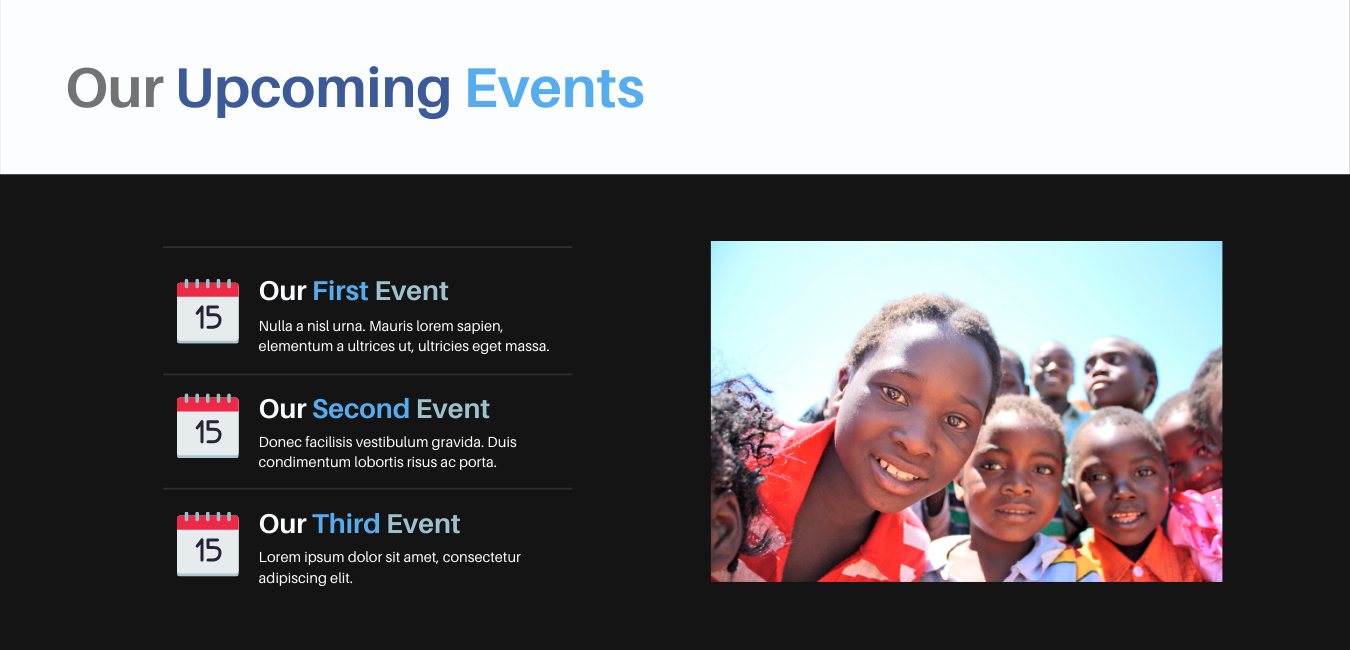 Our Upcoming Events
15
Our First Event
Nulla a nisl urna. Mauris lorem sapien,
elementum a ultrices ut, ultricies eget massa.
15
Our Second Event
Donec facilisis vestibulum gravida. Duis
condimentum lobortis risus ac porta.
15
Our Third Event
Lorem ipsum dolor sit amet, consectetur
adipiscing elit.